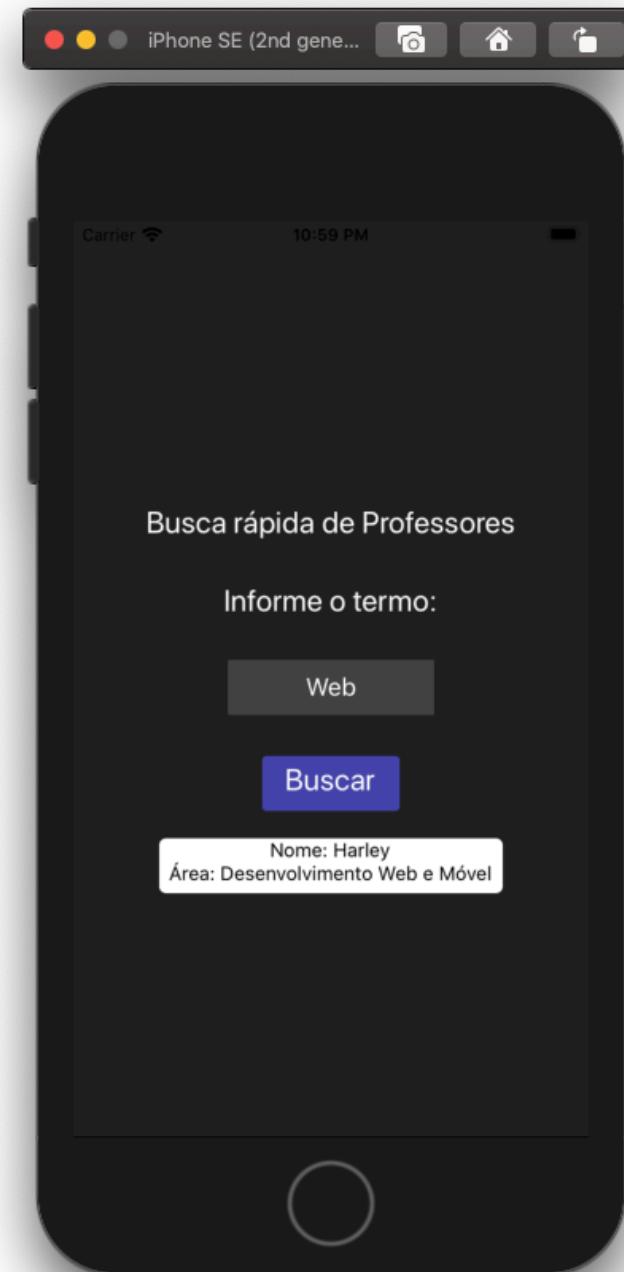 iPhone SE (2nd gene...
Carrier 10:59 PM
Busca rápida de Professores
Informe o termo:
Web
Buscar
Nome: Harley
Área: Desenvolvimento Web e Móvel